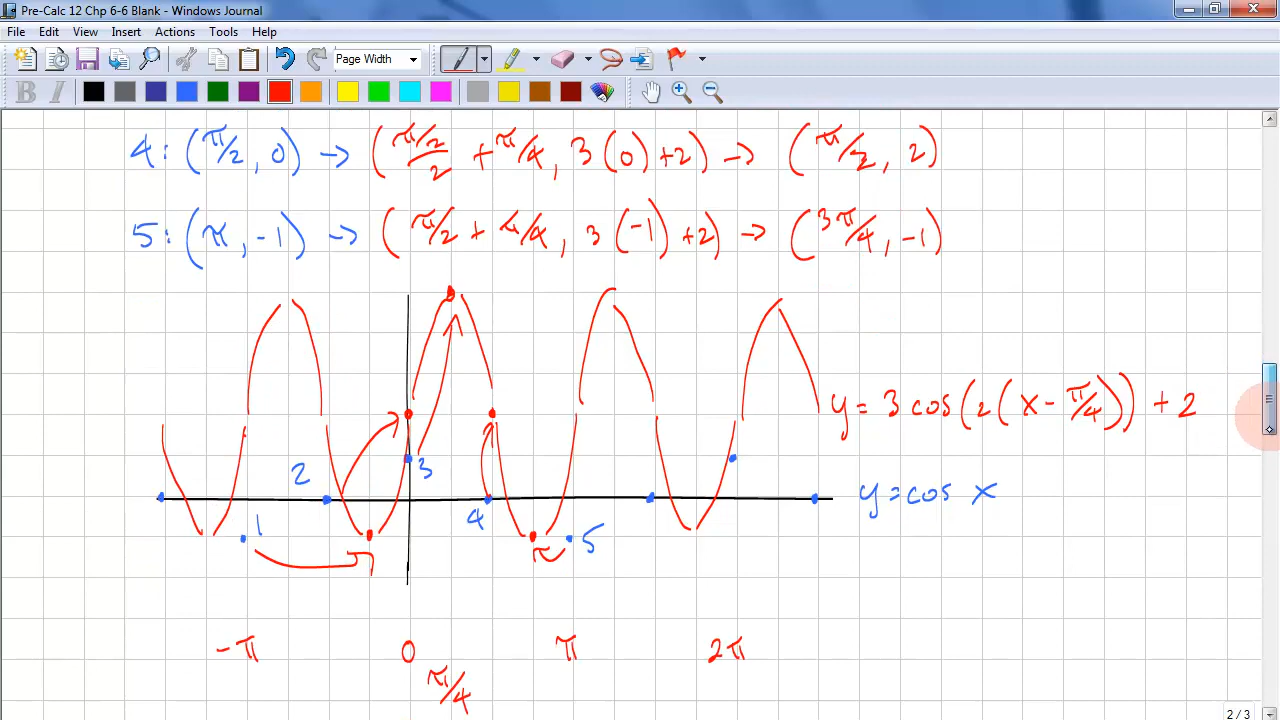 Pre-Calc 12 Chp 6-6 Blank - Windows Journal
File Edit View Insert Actions Tools Help
Page Width
B I
4: (π/2, 0) → (π/2/2 + π/4, 3(0)+2) → (π/2, 2)
5: (π, -1) → (π/2 + π/4, 3(-1)+2) → (3π/4, -1)
y = 3 cos(2(x - π/4)) + 2
2 3
y = cos x
1 4 5
-π 0 π 2π
π/4
2 / 3